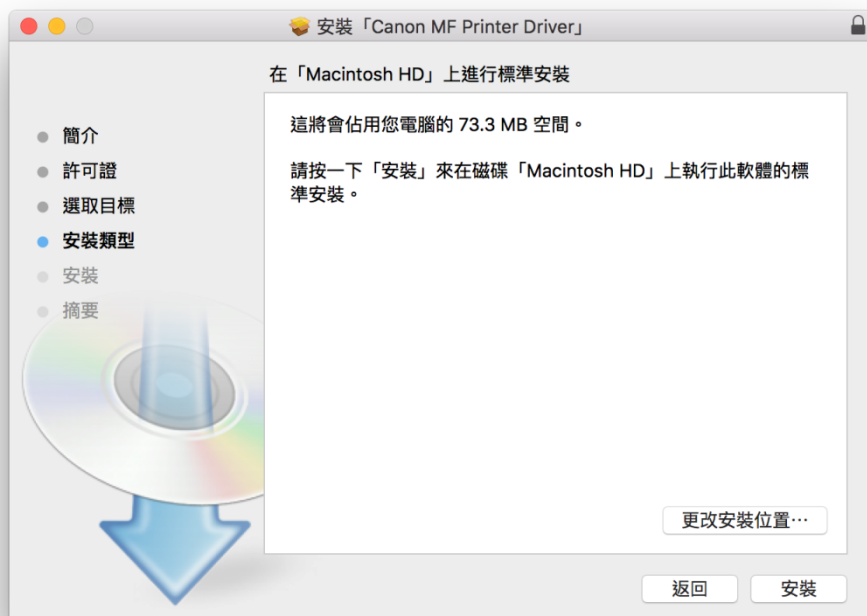 安裝「Canon MF Printer Driver」
在「Macintosh HD」上進行標準安裝
簡介
許可證
選取目標
安裝類型
安裝
摘要
這將會佔用您電腦的 73.3 MB 空間。
請按一下「安裝」來在磁碟「Macintosh HD」上執行此軟體的標
準安裝。
更改安裝位置⋯
返回
安裝